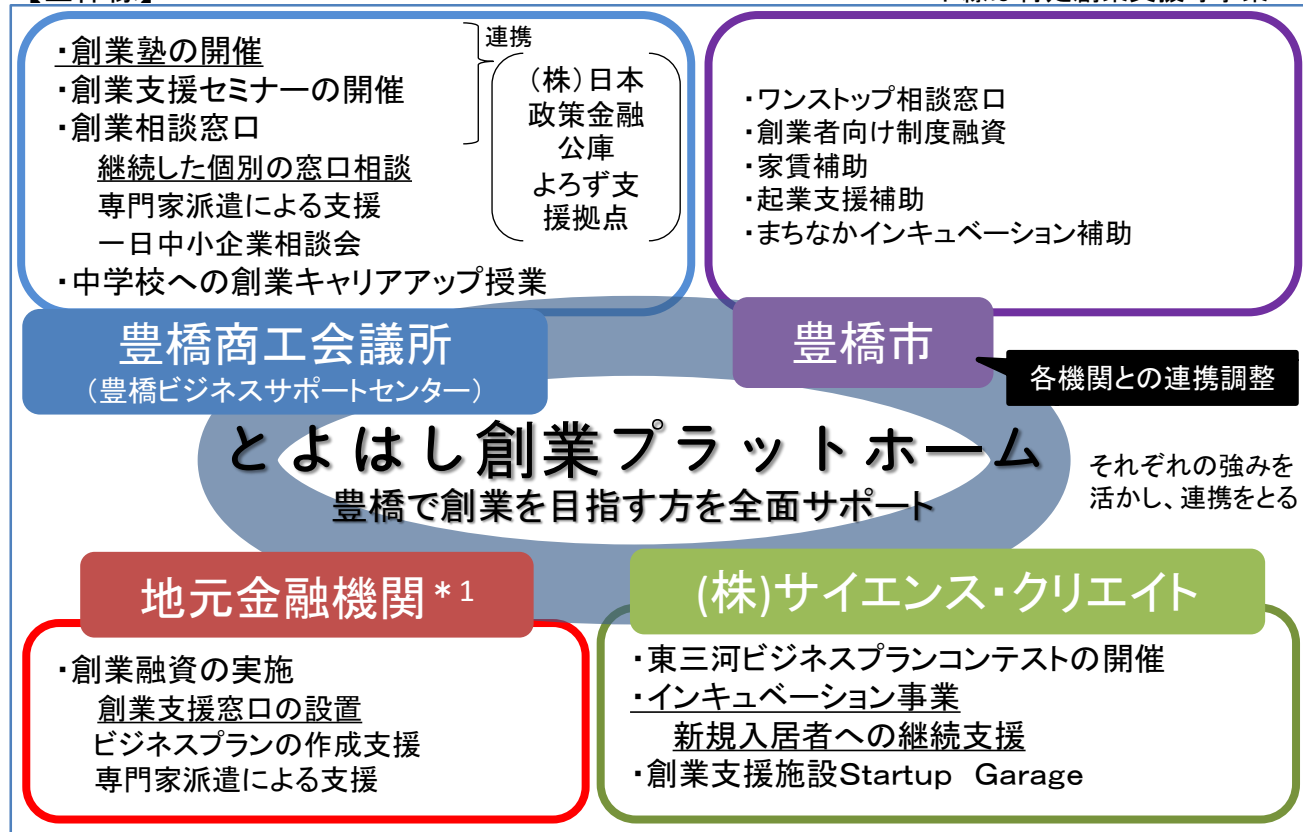 ・創業塾の開催
・創業支援セミナーの開催
・創業相談窓口
継続した個別の窓口相談
専門家派遣による支援
一日中小企業相談会
・中学校への創業キャリアアップ授業
連携
(株)日本
政策金融
公庫
よろず支
援拠点
・ワンストップ相談窓口
・創業者向け制度融資
・家賃補助
・起業支援補助
・まちなかインキュベーション補助
豊橋商工会議所
(豊橋ビジネスサポートセンター)
豊橋市
各機関との連携調整
とよはし創業プラットホーム
豊橋で創業を目指す方を全面サポート
それぞれの強みを
活かし、連携をとる
地元金融機関*1
・創業融資の実施
創業支援窓口の設置
ビジネスプランの作成支援
専門家派遣による支援
(株)サイエンス・クリエイト
・東三河ビジネスプランコンテストの開催
・インキュベーション事業
新規入居者への継続支援
・創業支援施設Startup Garage